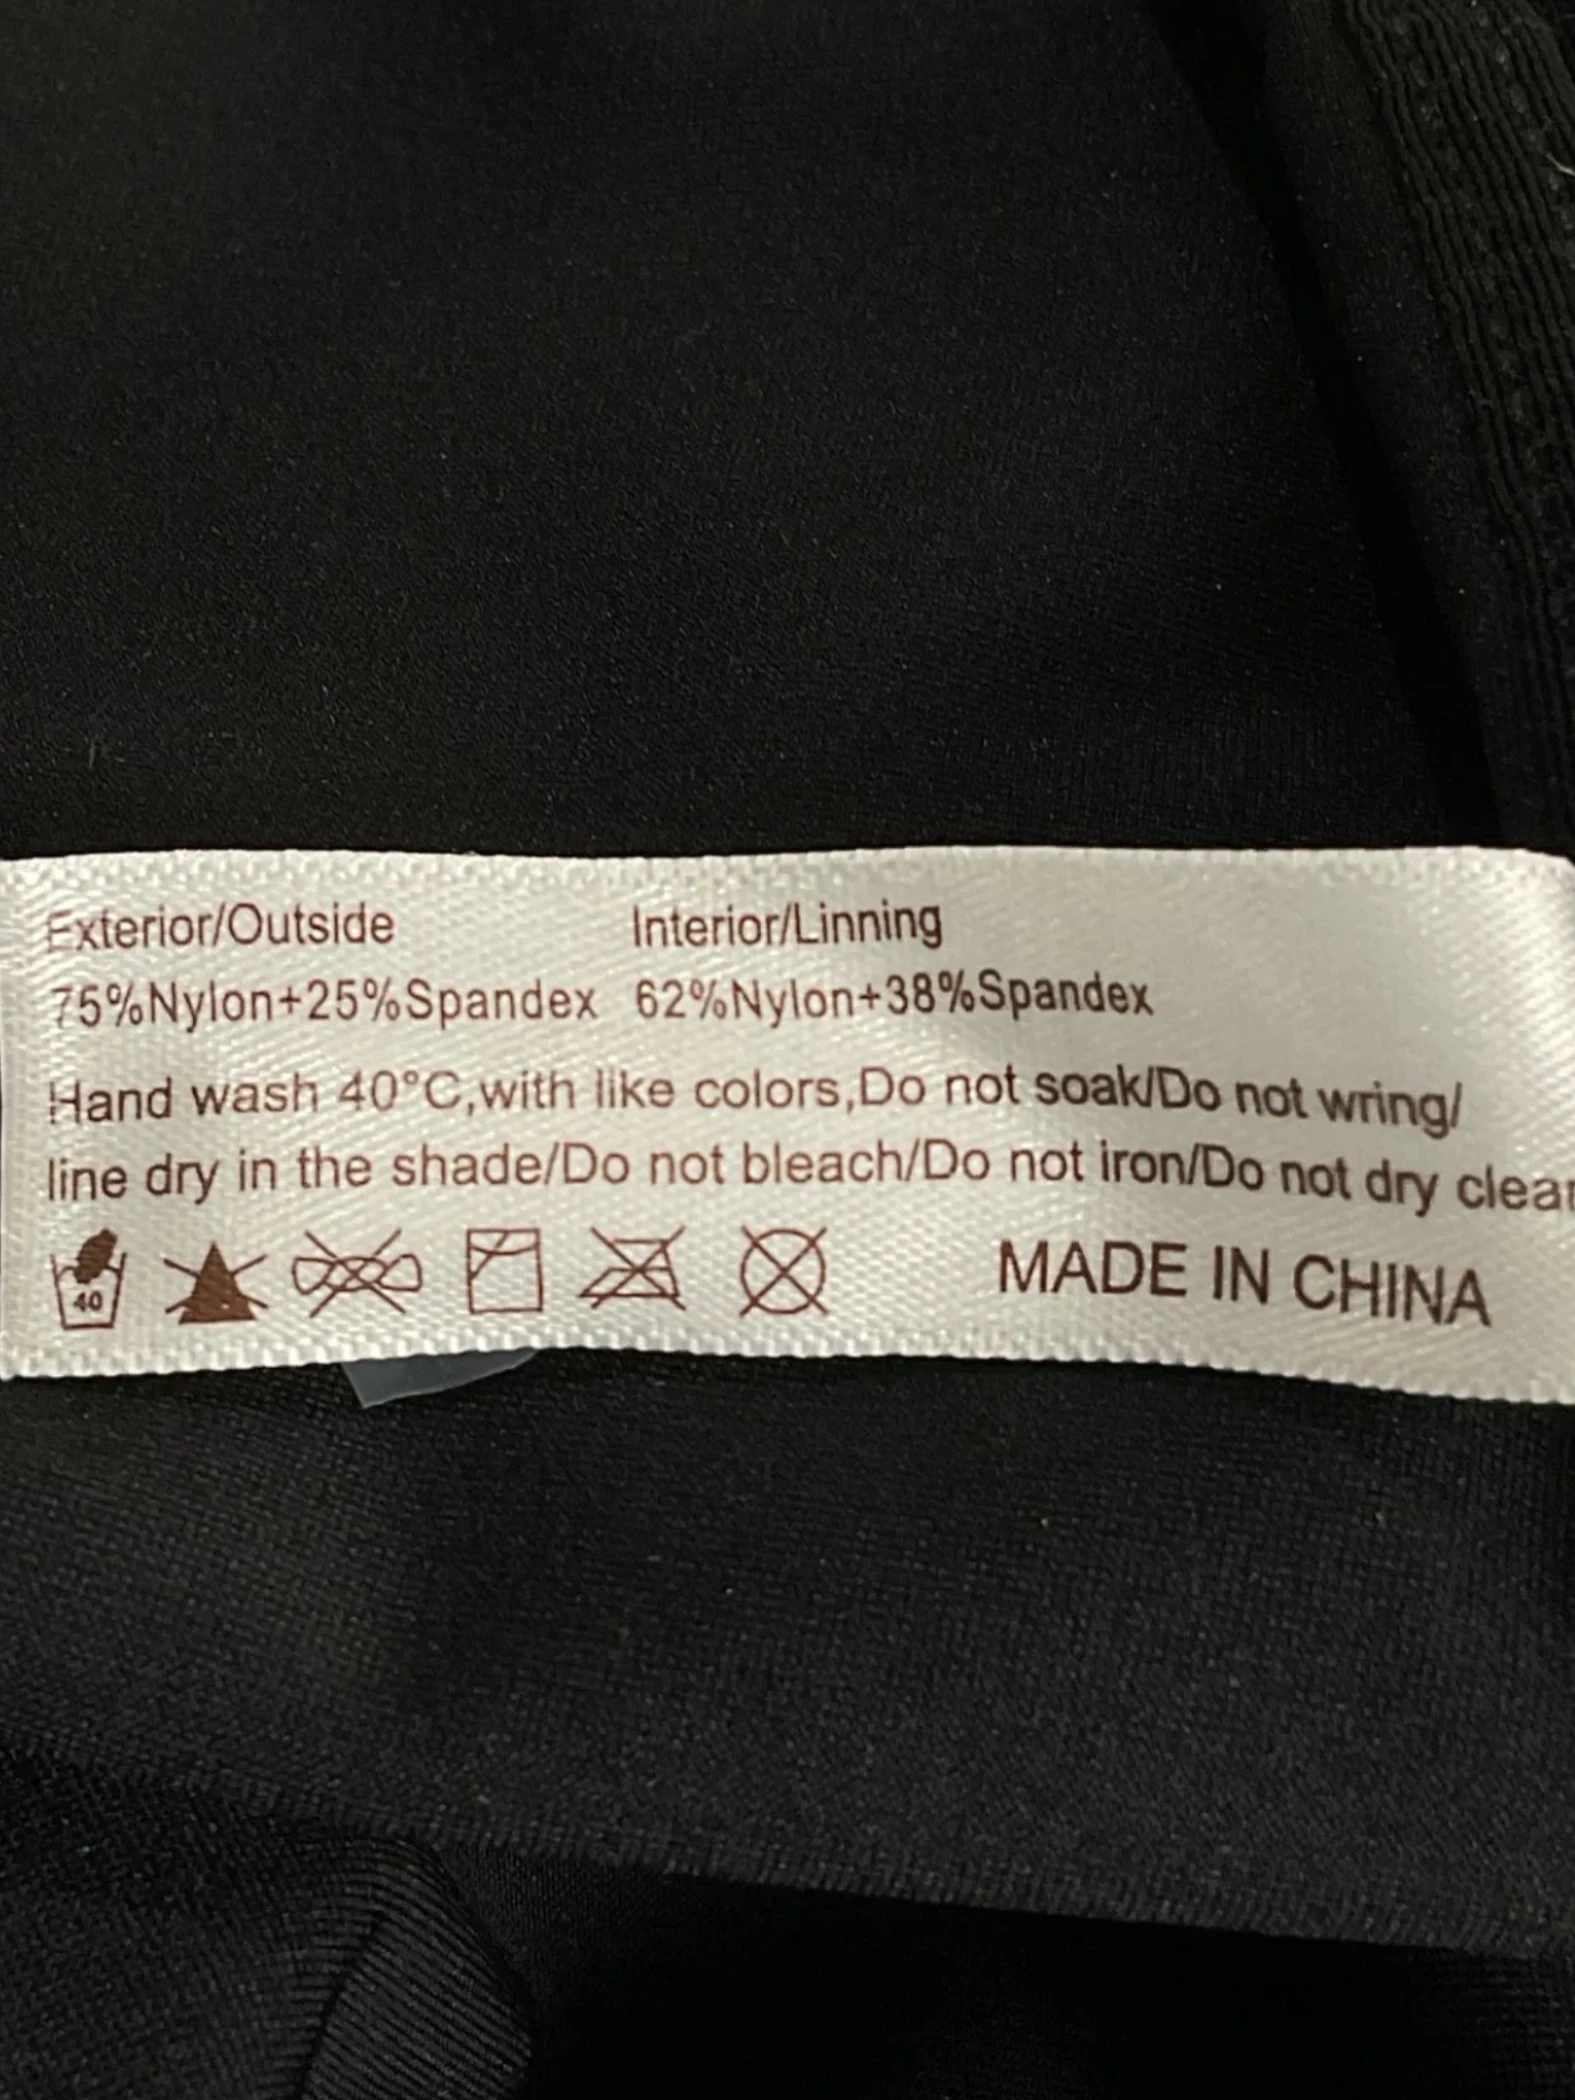 Exterior/Outside Interior/Linning
75%Nylon+25%Spandex 62%Nylon+38%Spandex
Hand wash 40°C,with like colors,Do not soak/Do not wring/
line dry in the shade/Do not bleach/Do not iron/Do not dry clean
40 MADE IN CHINA